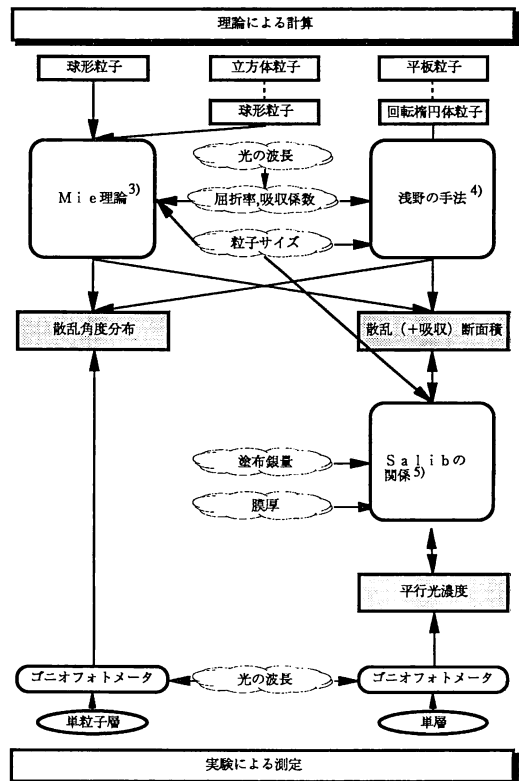 理論による計算
球形粒子
立方体粒子
平板粒子
球形粒子
回転楕円体粒子
光の波長
Mie理論3)
屈折率,吸収係数
浅野の手法4)
粒子サイズ
散乱角度分布
散乱(+吸収)断面積
塗布銀量
Salibの
関係5)
膜厚
平行光濃度
ゴニオフォトメータ
光の波長
ゴニオフォトメータ
単粒子層
単層
実験による測定